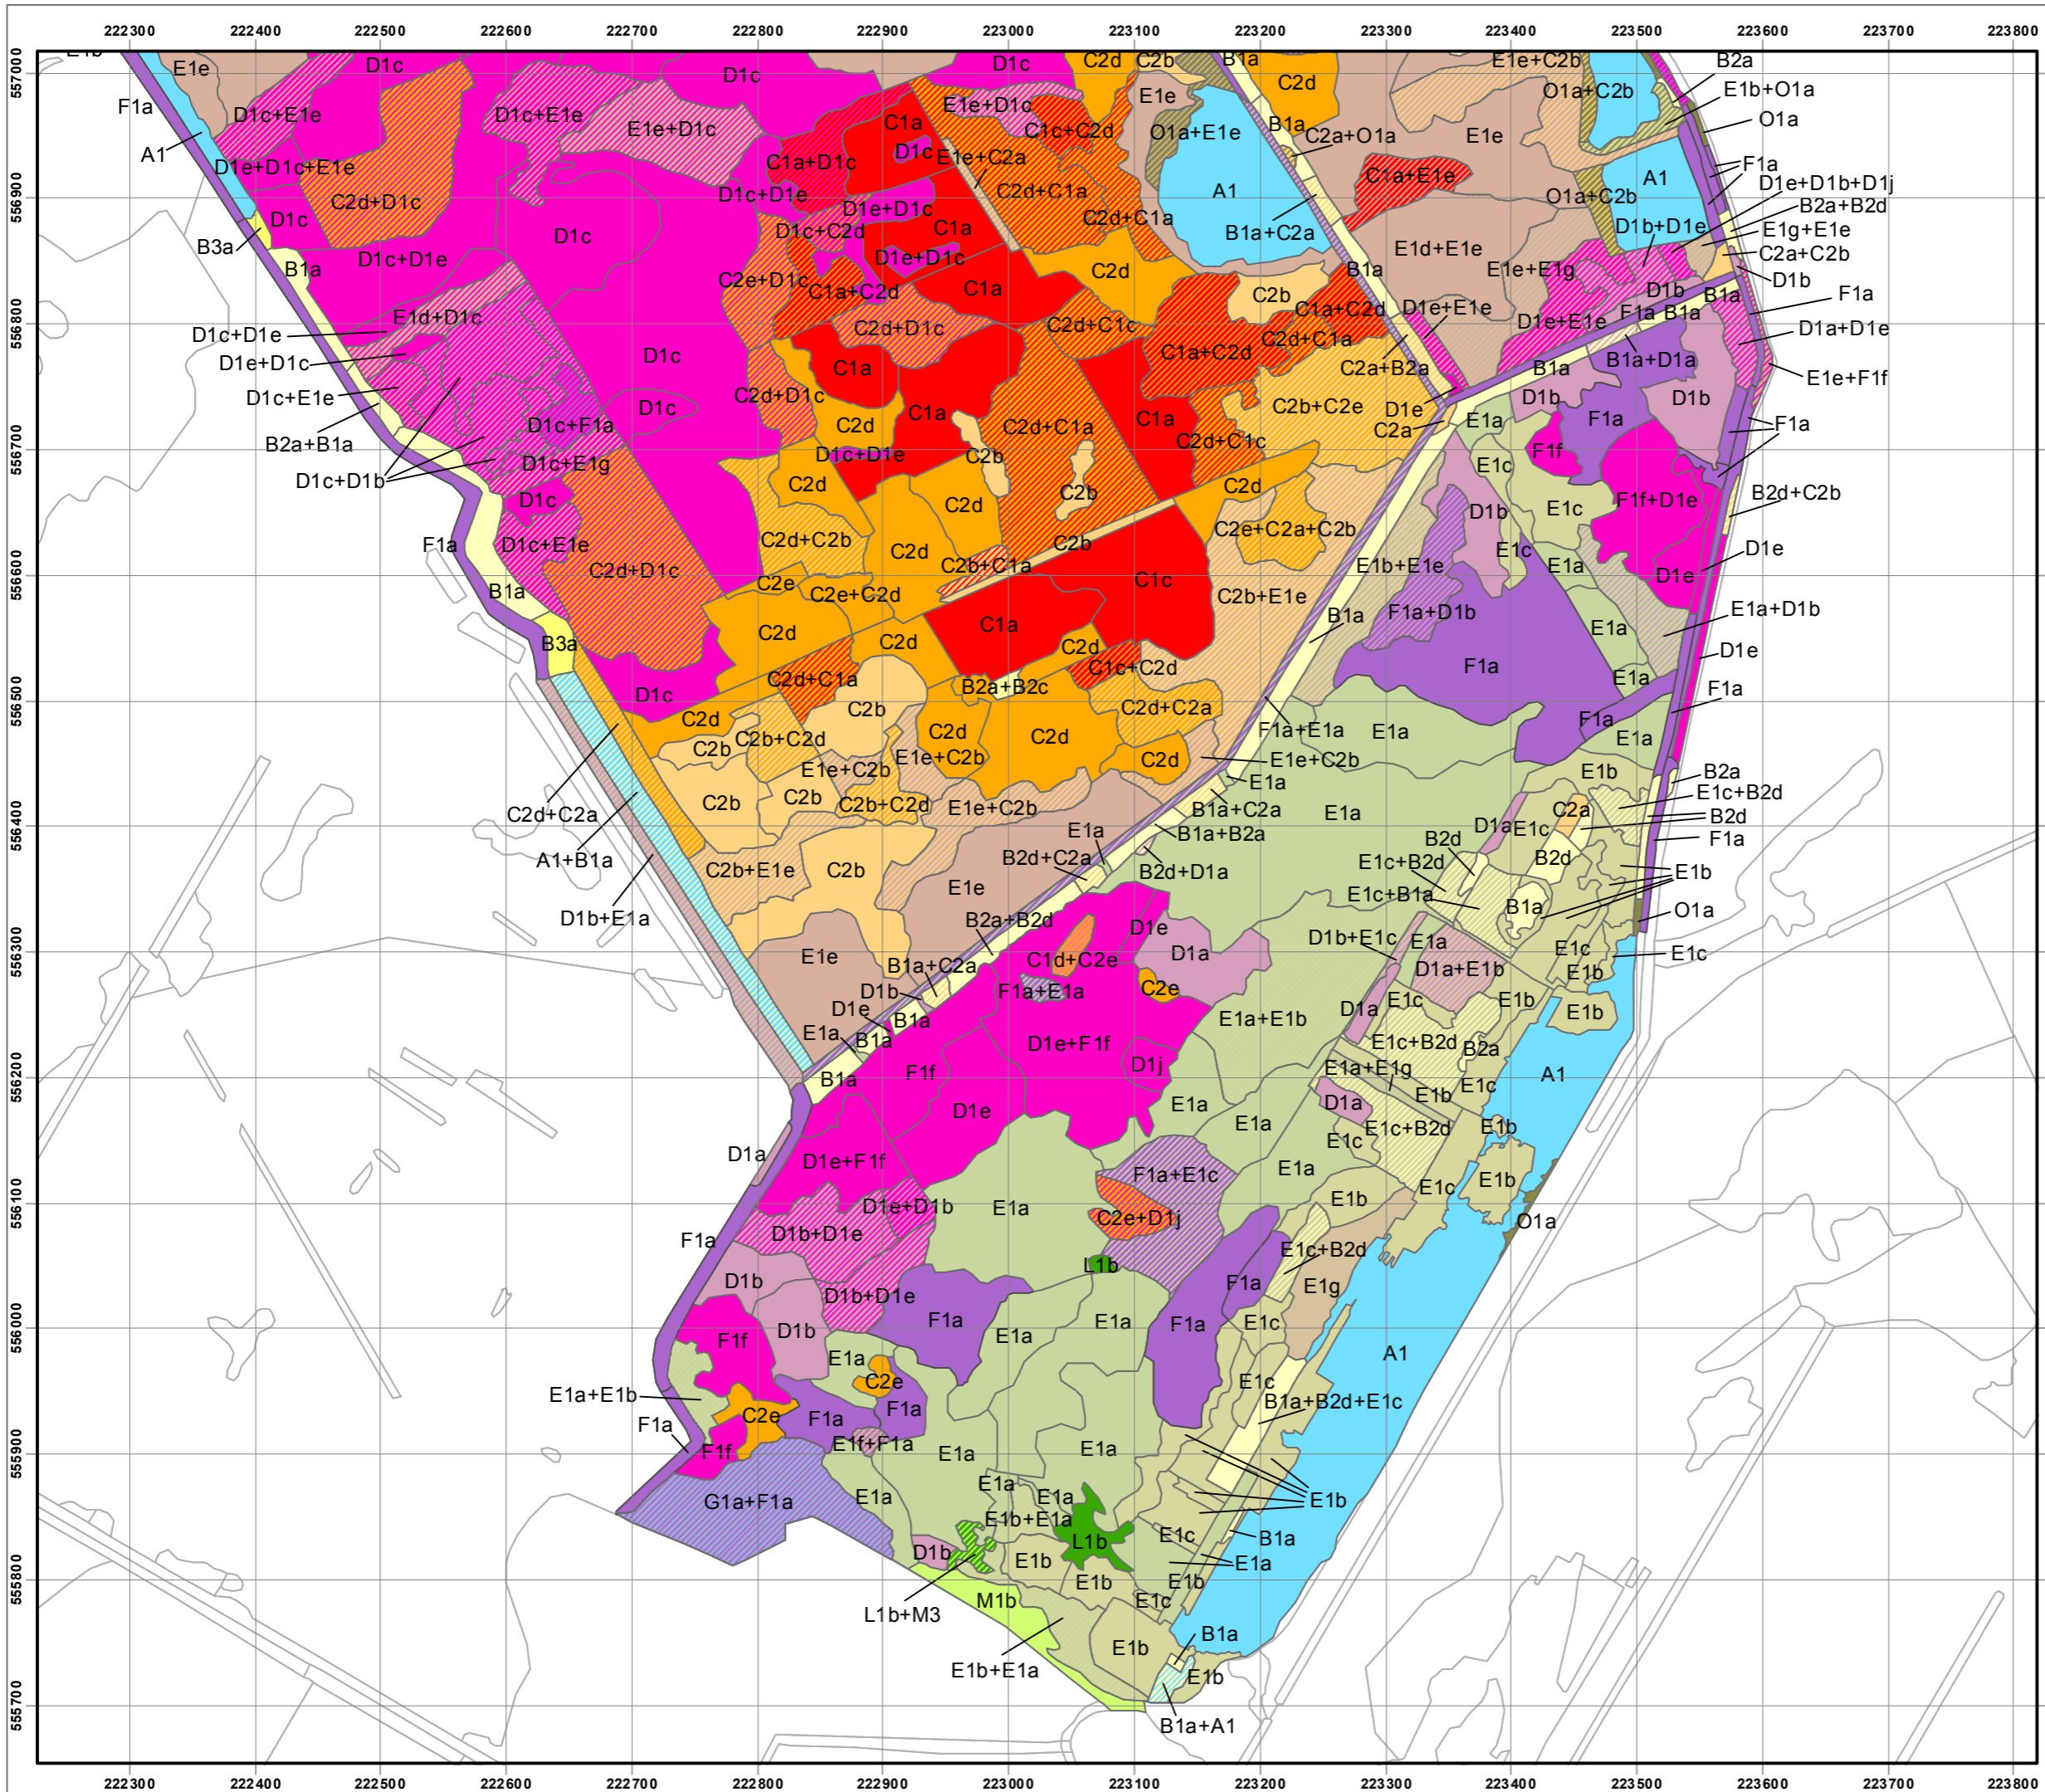 222300 222400 222500 222600 222700 222800 222900 223000 223100 223200 223300 223400 223500 223600 223700 223800
557000
556900
556800
556700
556600
556500
556400
556300
556200
556100
556000
555900
555800
555700
E1e D1c D1c D1c C2d C2b B1a C2d E1e+C2b B2a
F1a D1c+E1e D1c+E1e E1e+D1c C1a E1e+D1c C1c+C2d E1e O1a+E1e B1a C2a+O1a E1e O1a+C2b E1b+O1a
A1 O1a
D1e+D1c+E1e C1a+D1c D1c E1e+C2a F1a
C2d+D1c D1c+D1e D1e+D1c C2d+C1a A1 C1a+E1e O1a+C2b A1 D1e+D1b+D1j
D1c D1c D1c+C2d C1a C2d+C1a B1a+C2a E1d+E1e D1b+D1e B2a+B2d
B3a E1g+E1e
B1a D1c+D1e D1e+D1c C2d B1a E1e+E1g C2a+C2b
C2e+D1c C1a+C2d C1a C2b C1a+C2d D1e+E1e D1b D1b
E1d+D1c C2d+D1c C2d+C1c C2d+C1a D1e+E1e F1a B1a B1a F1a
D1c+D1e D1c C1a C1a+C2d C2a+B2a B1a B1a+D1a D1a+D1e
D1e+D1c C2d+D1c C2b+C2e D1e D1b D1b E1e+F1f
D1c+E1e D1c C2d C1a C2d+C1a C1a C2a E1a F1a F1a
B2a+B1a D1c+F1a D1c+D1e C2b C2d+C1c F1f
D1c+D1b D1c+E1g C2d C2d C2b C2d E1c F1f+D1e B2d+C2b
D1c C2d+C2b C2e+C2a+C2b D1b E1c
F1a D1c+E1e C2d C2b E1c E1a D1e
C2d+D1c C2e C2b+C1a C1c E1b+E1e D1e
B1a C2e+C2d C2b+E1e F1a+D1b E1a+D1b
B3a C2d C2d C1a C2d B1a F1a E1a D1e
D1c C2d+C1a C1c+C2d E1a F1a
B2a+B2c C2d+C2a
C2d C2b C2d C2d F1a+E1a E1a F1a
C2b C2b+C2d E1e+C2b C2d E1e+C2b E1a
E1e+C2b E1a E1b B2a
C2d+C2a C2b C2b C2b+C2d E1e+C2b B1a+C2a E1a C2a E1c+B2d
E1a B1a+B2a D1a E1c B2d
A1+B1a B2d+C2a B2d F1a
C2b+E1e C2b E1e B2d+D1a E1c+B2d B2d E1b
D1b+E1a B2a+B2d D1e E1c+B1a B1a O1a
E1e C1d+C2e D1a D1b+E1c E1a E1c E1c
B1a+C2a F1a+E1a C2e D1a+E1b E1b
D1b E1a+E1b D1a E1c E1b E1b
D1e B1a
E1a B1a D1e+F1f E1c+B2d B2a
B1a F1f D1j E1a+E1g E1c A1
D1e E1a D1a E1b
E1a E1c+B2d E1b
D1a D1e+F1f F1a+E1c E1a E1c E1b
E1c
D1e+D1b E1a C2e+D1j E1b O1a
F1a D1b+D1e E1c+B2d
D1b L1b F1a E1g
D1b+D1e F1a E1a F1a E1c
F1f D1b E1a E1a A1
C2e E1c
E1a+E1b B1a+B2d+E1c
F1a C2e F1a F1a
F1f E1f+F1a E1a E1a
G1a+F1a E1a E1a E1a E1b
E1b+E1a E1c B1a
D1b L1b E1a
E1b E1b E1b
L1b+M3 M1b E1c
E1b B1a
E1b+E1a E1b
B1a+A1
222300 222400 222500 222600 222700 222800 222900 223000 223100 223200 223300 223400 223500 223600 223700 223800